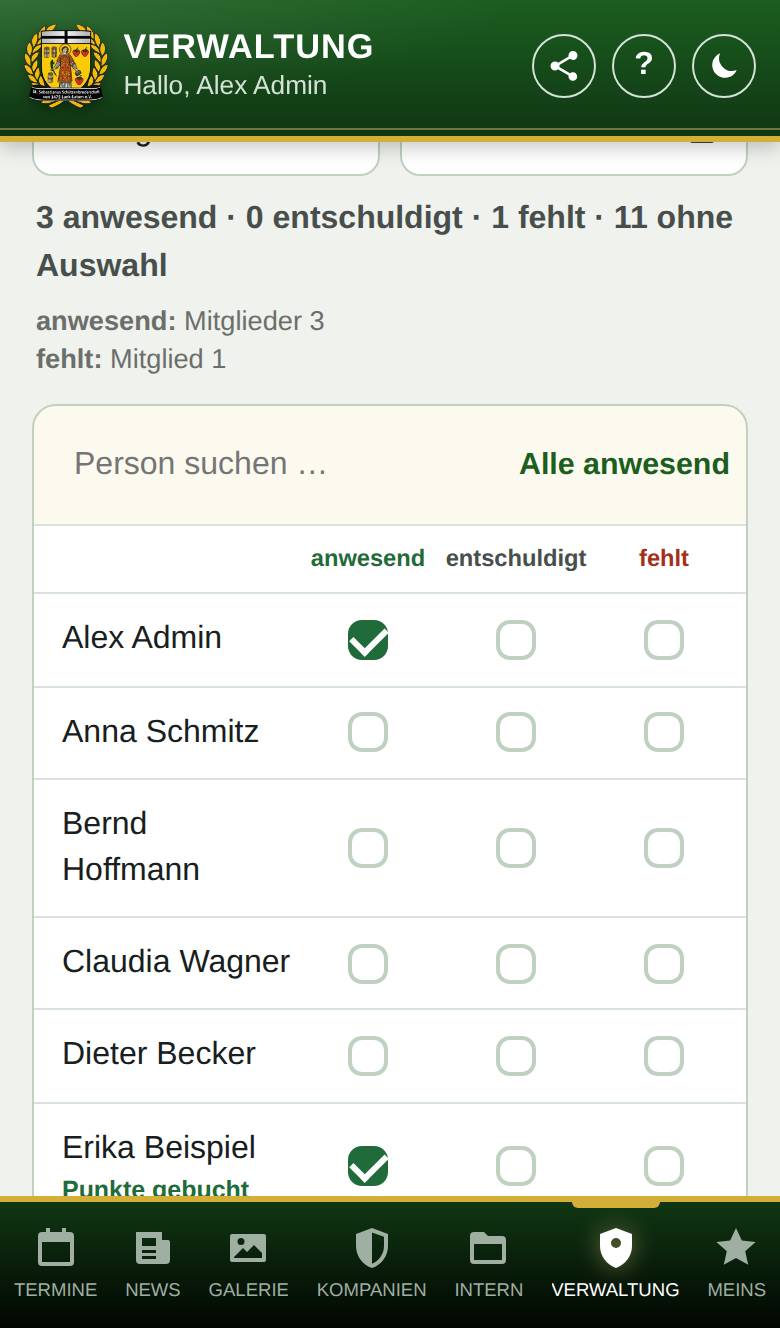 VERWALTUNG
Hallo, Alex Admin
?
3 anwesend · 0 entschuldigt · 1 fehlt · 11 ohne
Auswahl
anwesend: Mitglieder 3
fehlt: Mitglied 1
Person suchen …
Alle anwesend
anwesend entschuldigt fehlt
Alex Admin
Anna Schmitz
Bernd
Hoffmann
Claudia Wagner
Dieter Becker
Erika Beispiel
Punkte gebucht
TERMINE NEWS GALERIE KOMPANIEN INTERN VERWALTUNG MEINS